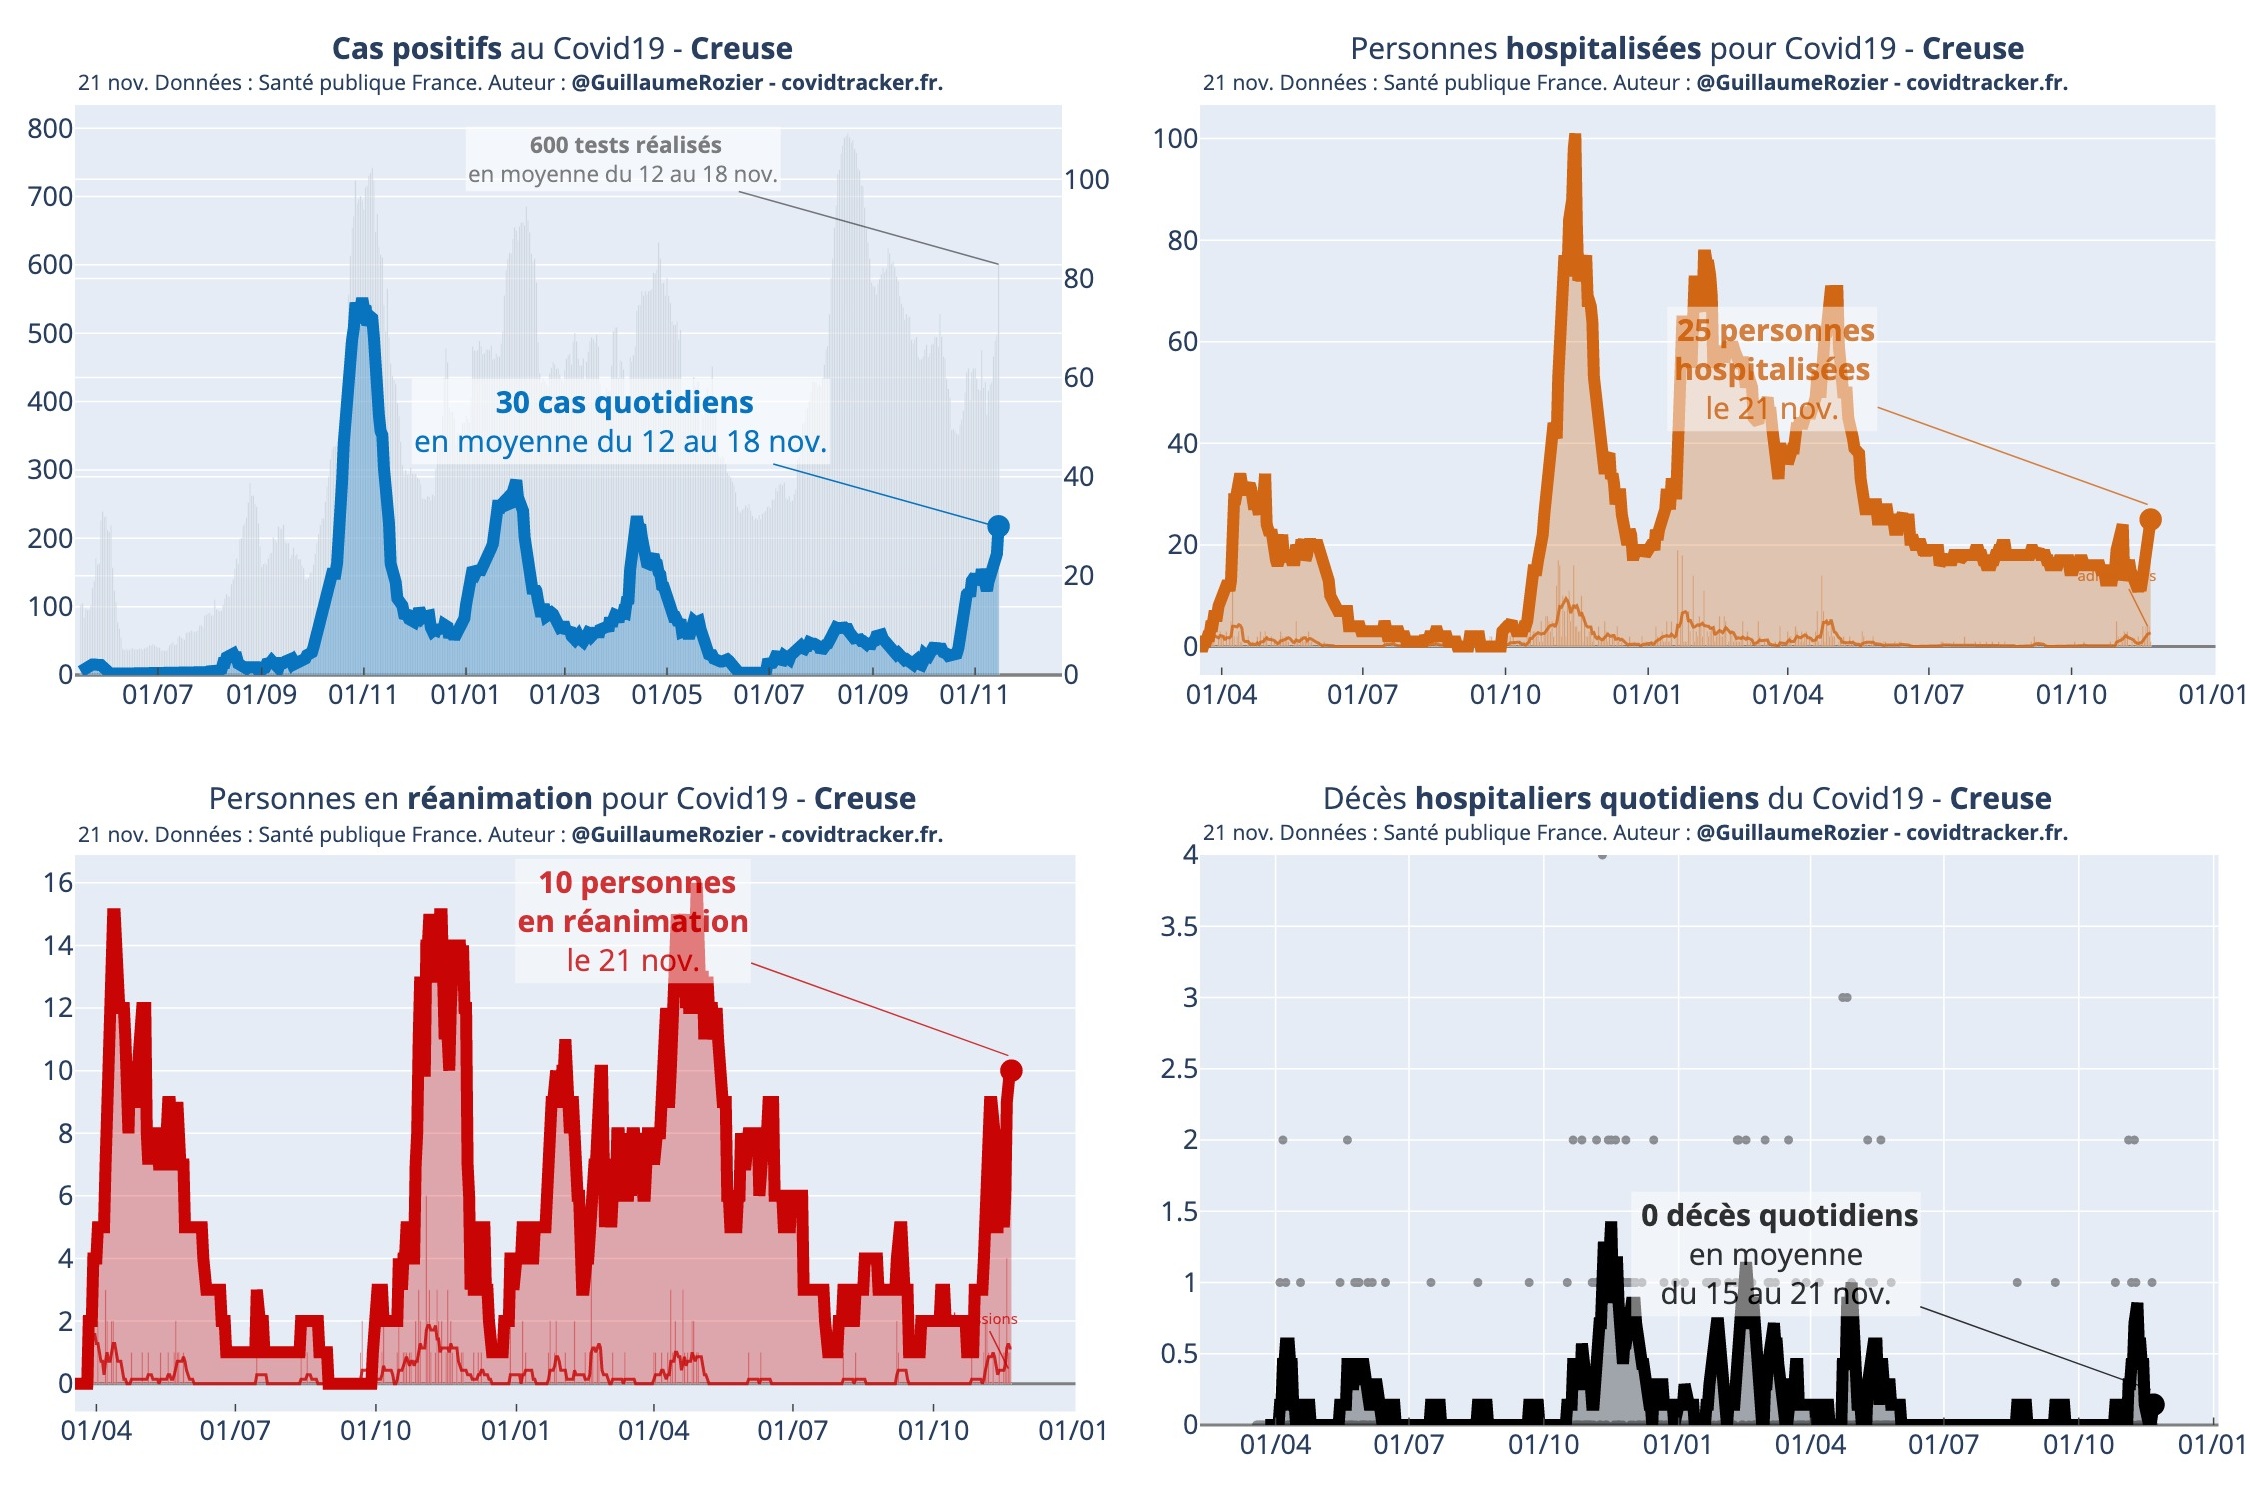 Cas positifs au Covid19 - Creuse
21 nov. Données : Santé publique France. Auteur : @GuillaumeRozier - covidtracker.fr.
800
700
600
500
400
300
200
100
0
100
80
60
40
20
0
600 tests réalisés
en moyenne du 12 au 18 nov.
30 cas quotidiens
en moyenne du 12 au 18 nov.
01/07 01/09 01/11 01/01 01/03 01/05 01/07 01/09 01/11
Personnes hospitalisées pour Covid19 - Creuse
21 nov. Données : Santé publique France. Auteur : @GuillaumeRozier - covidtracker.fr.
100
80
60
40
20
0
25 personnes
hospitalisées
le 21 nov.
01/04 01/07 01/10 01/01 01/04 01/07 01/10 01/01
Personnes en réanimation pour Covid19 - Creuse
21 nov. Données : Santé publique France. Auteur : @GuillaumeRozier - covidtracker.fr.
16
14
12
10
8
6
4
2
0
10 personnes
en réanimation
le 21 nov.
01/04 01/07 01/10 01/01 01/04 01/07 01/10 01/01
Décès hospitaliers quotidiens du Covid19 - Creuse
21 nov. Données : Santé publique France. Auteur : @GuillaumeRozier - covidtracker.fr.
4
3.5
3
2.5
2
1.5
1
0.5
0
0 décès quotidiens
en moyenne
du 15 au 21 nov.
01/04 01/07 01/10 01/01 01/04 01/07 01/10 01/01